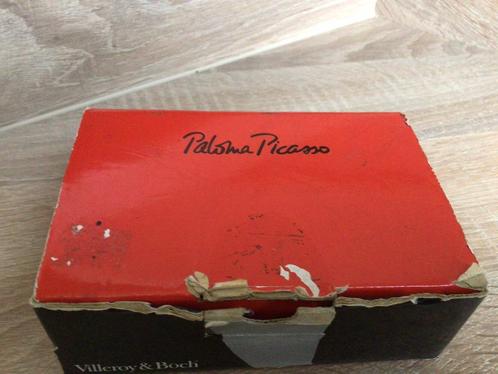 Paloma Picasso
Villeroy & Boch